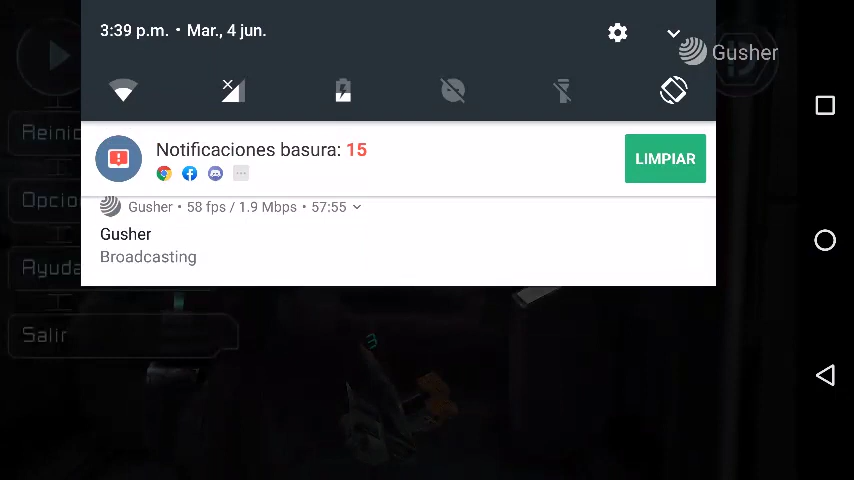 3:39 p.m. • Mar., 4 jun.
Gusher
Notificaciones basura: 15
LIMPIAR
Gusher • 58 fps / 1.9 Mbps • 57:55
Gusher
Broadcasting
Reinic
Opcio
Ayuda
Salir
3